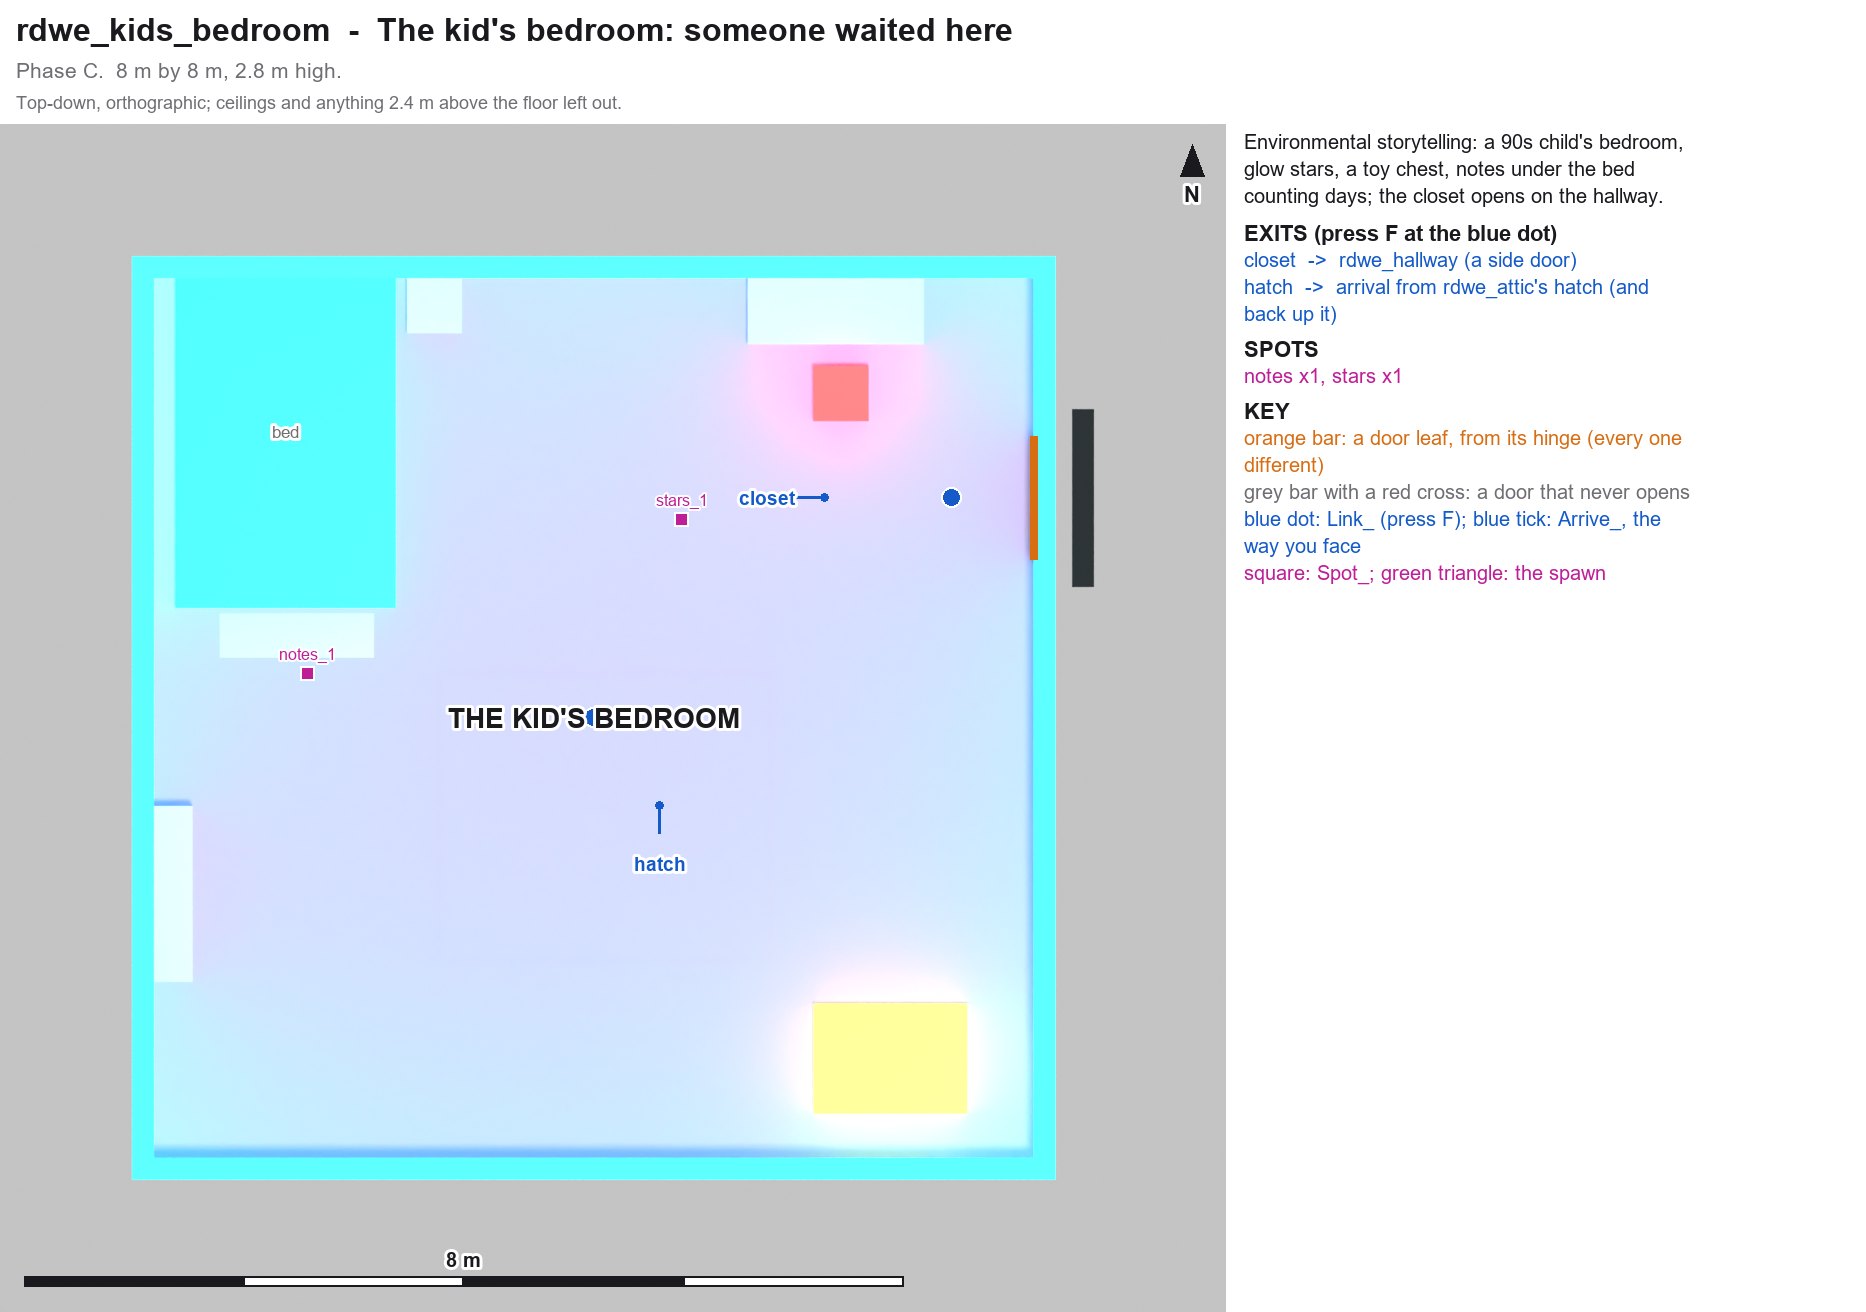 rdwe_kids_bedroom  -  The kid's bedroom: someone waited here
Phase C.  8 m by 8 m, 2.8 m high.
Top-down, orthographic; ceilings and anything 2.4 m above the floor left out.
N
bed
stars_1
closet
notes_1
THE KID'S BEDROOM
hatch
8 m
Environmental storytelling: a 90s child's bedroom,
glow stars, a toy chest, notes under the bed
counting days; the closet opens on the hallway.
EXITS (press F at the blue dot)
closet  ->  rdwe_hallway (a side door)
hatch  ->  arrival from rdwe_attic's hatch (and
back up it)
SPOTS
notes x1, stars x1
KEY
orange bar: a door leaf, from its hinge (every one
different)
grey bar with a red cross: a door that never opens
blue dot: Link_ (press F); blue tick: Arrive_, the
way you face
square: Spot_; green triangle: the spawn